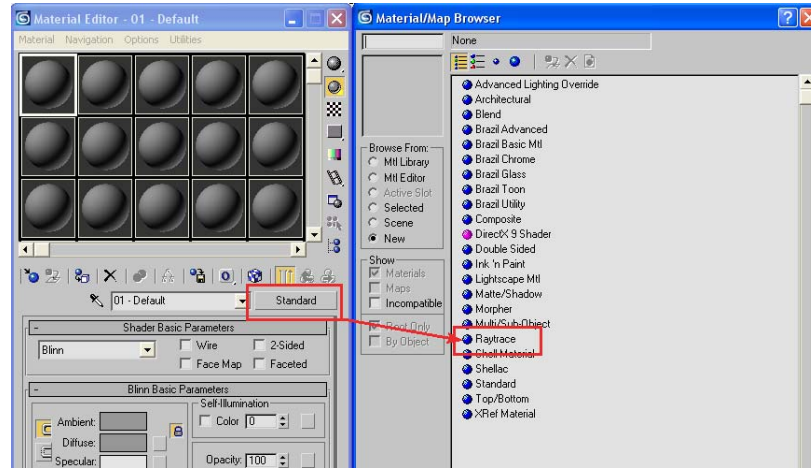 Material Editor - 01 - Default
Material Navigation Options Utilities
01 - Default
Standard
Shader Basic Parameters
Blinn
Wire
2-Sided
Face Map
Faceted
Blinn Basic Parameters
Self-Illumination
Ambient:
Color 0
Diffuse:
Specular:
Opacity: 100
Material/Map Browser
None
Browse From:
Mtl Library
Mtl Editor
Active Slot
Selected
Scene
New
Show
Materials
Maps
Incompatible
Root Only
By Object
Advanced Lighting Override
Architectural
Blend
Brazil Advanced
Brazil Basic Mtl
Brazil Chrome
Brazil Glass
Brazil Toon
Brazil Utility
Composite
DirectX 9 Shader
Double Sided
Ink 'n Paint
Lightscape Mtl
Matte/Shadow
Morpher
Multi/Sub-Object
Raytrace
Shell Material
Shellac
Standard
Top/Bottom
XRef Material